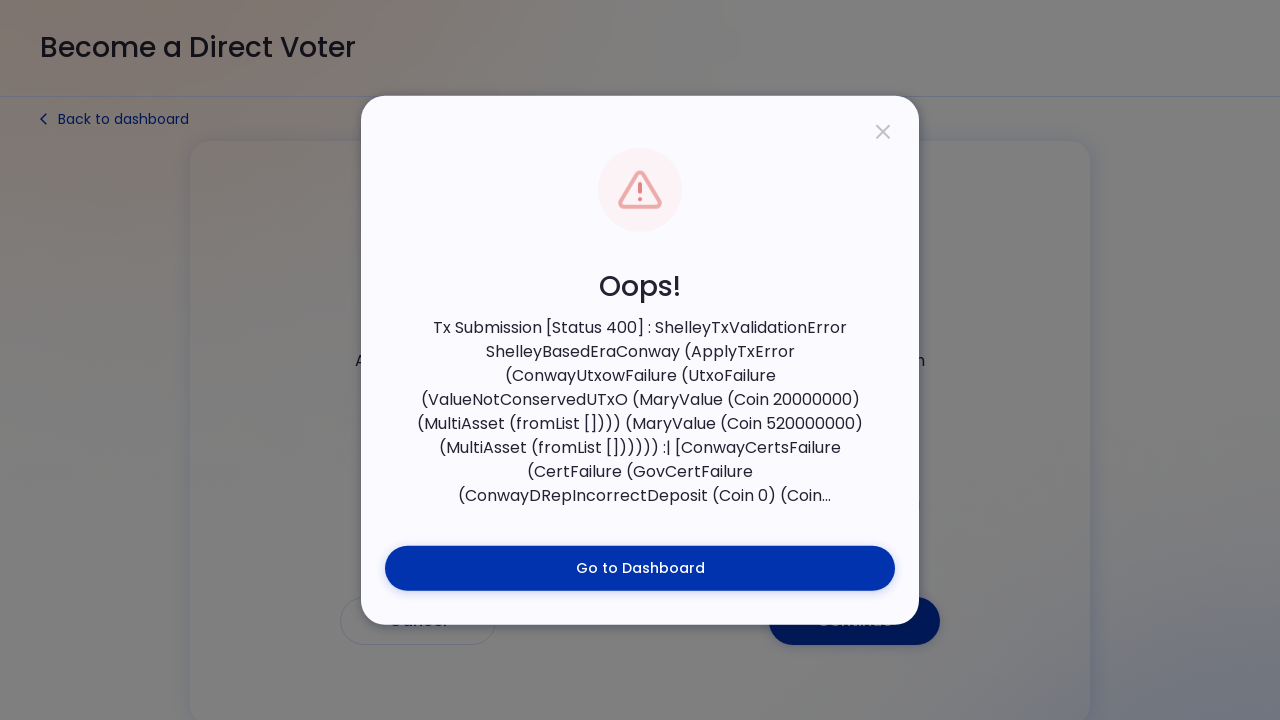 Become a Direct Voter
Back to dashboard
Oops!
Tx Submission [Status 400] : ShelleyTxValidationError
ShelleyBasedEraConway (ApplyTxError
(ConwayUtxowFailure (UtxoFailure
(ValueNotConservedUTxO (MaryValue (Coin 20000000)
(MultiAsset (fromList []))) (MaryValue (Coin 520000000)
(MultiAsset (fromList []))))) :| [ConwayCertsFailure
(CertFailure (GovCertFailure
(ConwayDRepIncorrectDeposit (Coin 0) (Coin...
Go to Dashboard